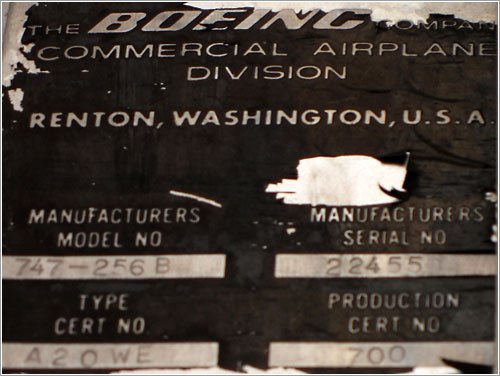 THE BOEING COMPAN
COMMERCIAL AIRPLANE
DIVISION
RENTON, WASHINGTON, U.S.A.
MANUFACTURERS MODEL NO
MANUFACTURERS SERIAL NO
747-256B
22455
TYPE CERT NO.
PRODUCTION CERT NO.
A20WE
700